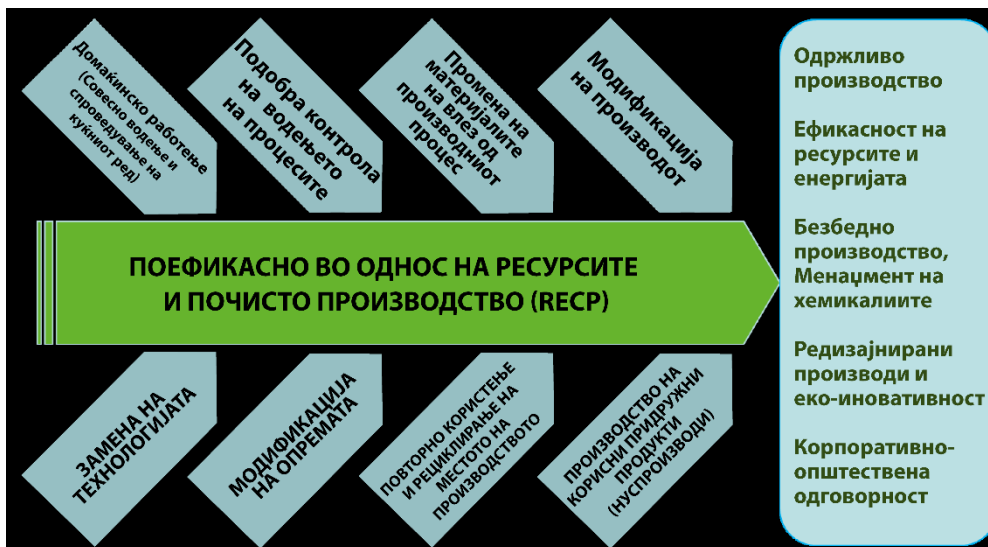 Домаќинско работење
(Совесно водење и
спроведување на
куќниот ред)
Подобра контрола
на водењето
на процесите
Промена на
материјалите
на влез од
производниот
процес
Модификација
на производот
ПОЕФИКАСНО ВО ОДНОС НА РЕСУРСИТЕ
И ПОЧИСТО ПРОИЗВОДСТВО (RECP)
ЗАМЕНА НА
ТЕХНОЛОГИЈАТА
МОДИФИКАЦИЈА
НА ОПРЕМАТА
ПОВТОРНО КОРИСТЕЊЕ
И РЕЦИКЛИРАЊЕ НА
МЕСТОТО НА
ПРОИЗВОДСТВОТО
ПРОИЗВОДСТВО НА
КОРИСНИ ПРИДРУЖНИ
ПРОДУКТИ
(НУСПРОИЗВОДИ)
Одржливо
производство
Ефикасност на
ресурсите и
енергијата
Безбедно
производство,
Менаџмент на
хемикалиите
Редизајнирани
производи и
еко-иновативност
Корпоративно-
општествена
одговорност